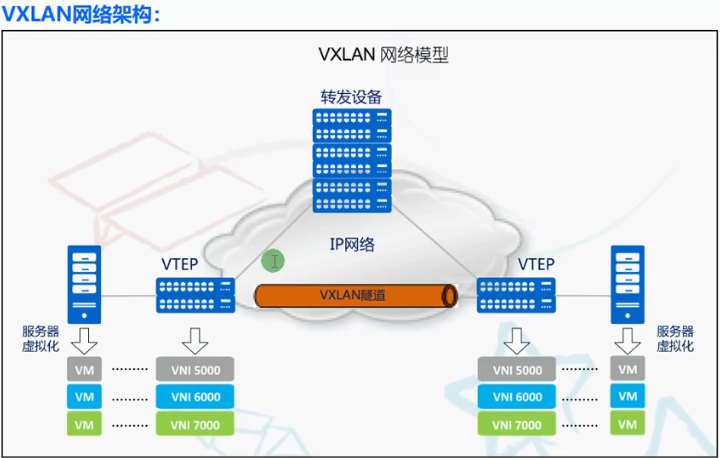 VXLAN网络架构：
VXLAN 网络模型
转发设备
IP网络
VTEP
VTEP
VXLAN隧道
服务器
虚拟化
服务器
虚拟化
VM
VNI 5000
VNI 5000
VM
VM
VNI 6000
VNI 6000
VM
VM
VNI 7000
VNI 7000
VM